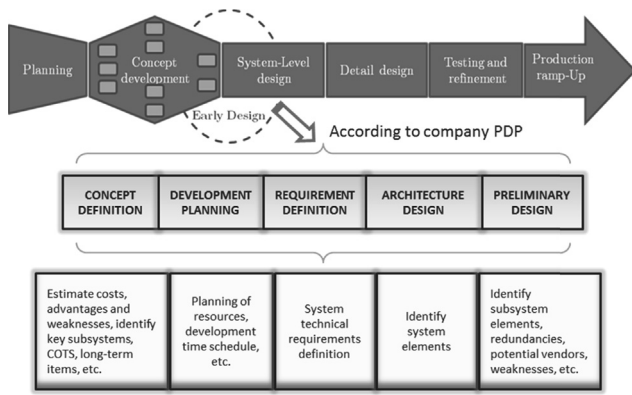 Planning
Concept
development
System-Level
design
Detail design
Testing and
refinement
Production
ramp-Up
Early Design
According to company PDP
CONCEPT
DEFINITION
DEVELOPMENT
PLANNING
REQUIREMENT
DEFINITION
ARCHITECTURE
DESIGN
PRELIMINARY
DESIGN
Estimate costs,
advantages and
weaknesses, identify
key subsystems,
COTS, long-term
items, etc.
Planning of
resources,
development
time schedule,
etc.
System
technical
requirements
definition
Identify
system
elements
Identify
subsystem
elements,
redundancies,
potential vendors,
weaknesses, etc.